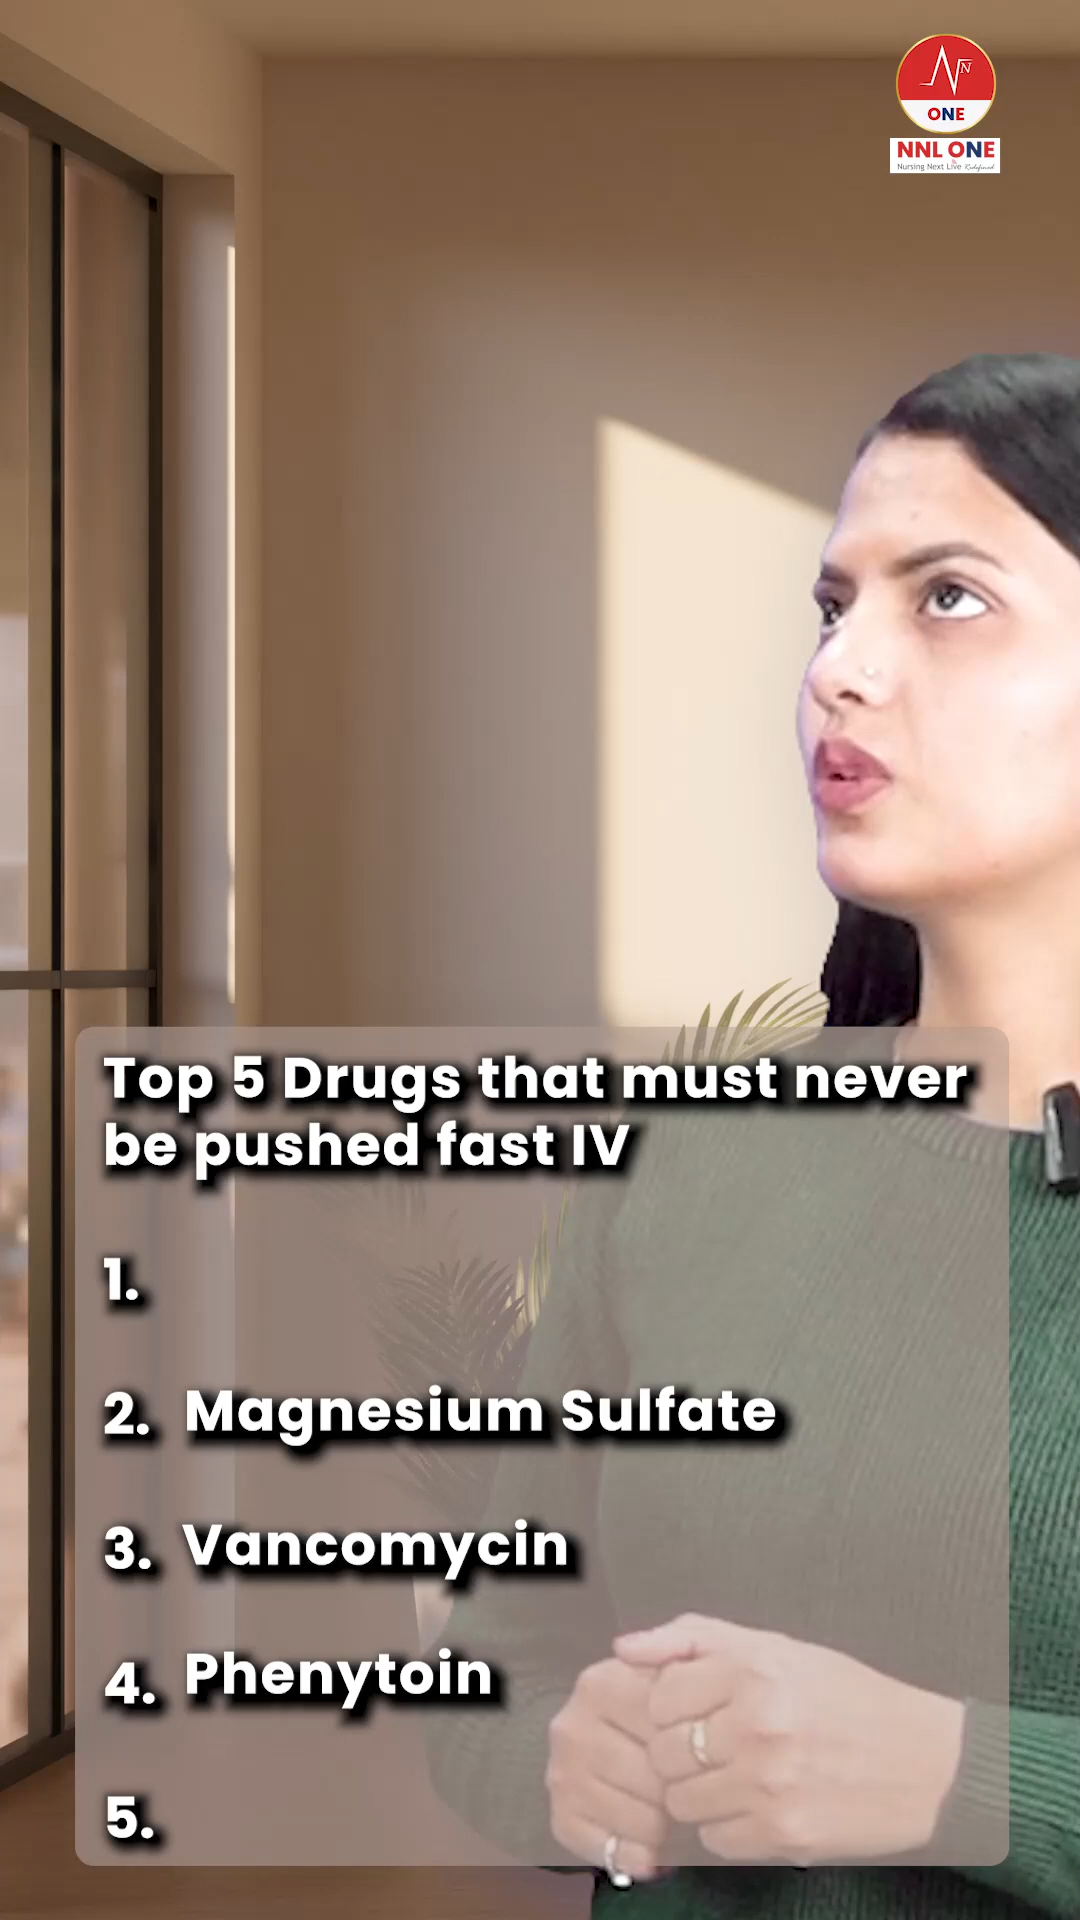 N
ONE
NNL ONE
Nursing Next Live Redefined
Top 5 Drugs that must never
be pushed fast IV
1.
2. Magnesium Sulfate
3. Vancomycin
4. Phenytoin
5.